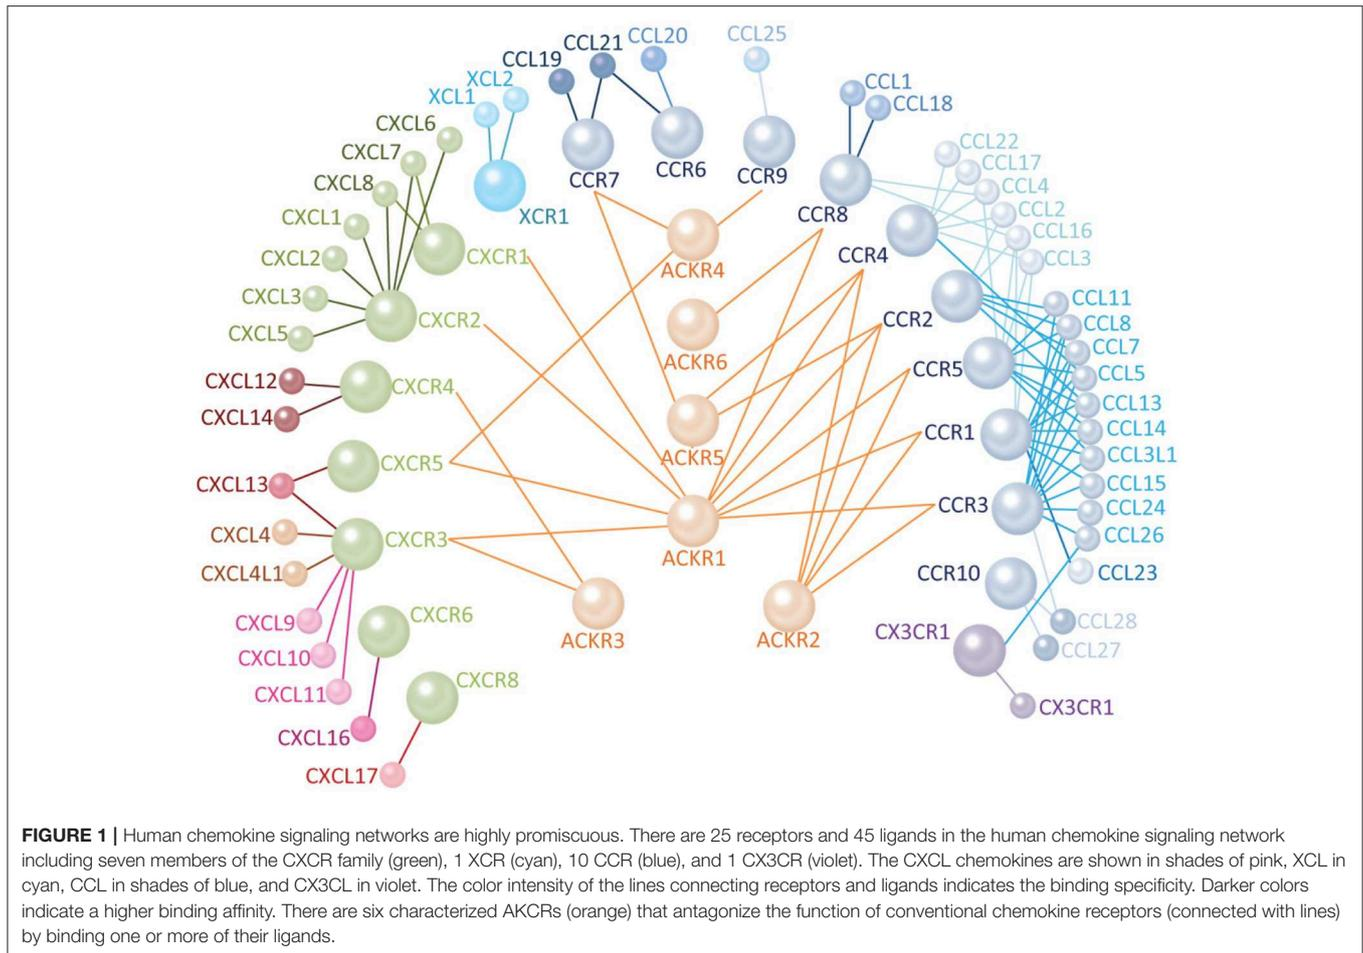 CCL25
CCL20
CCL21
CCL19
XCL2
XCL1
CCL1
CCL18
CXCL6
CXCL7
CXCL8
CXCL1
CXCL2
CXCL3
CXCL5
CXCL12
CXCL14
CXCL13
CXCL4
CXCL4L1
CXCL9
CXCL10
CXCL11
CXCL16
CXCL17
CXCR1
CXCR2
CXCR4
CXCR5
CXCR3
CXCR6
CXCR8
XCR1
CCR7
CCR6
CCR9
CCR8
CCR4
CCR2
CCR5
CCR1
CCR3
CCR10
CX3CR1
ACKR4
ACKR6
ACKR5
ACKR1
ACKR3
ACKR2
CCL22
CCL17
CCL4
CCL2
CCL16
CCL3
CCL11
CCL8
CCL7
CCL5
CCL13
CCL14
CCL3L1
CCL15
CCL24
CCL26
CCL23
CCL28
CCL27
CX3CR1
FIGURE 1 | Human chemokine signaling networks are highly promiscuous. There are 25 receptors and 45 ligands in the human chemokine signaling network
including seven members of the CXCR family (green), 1 XCR (cyan), 10 CCR (blue), and 1 CX3CR (violet). The CXCL chemokines are shown in shades of pink, XCL in
cyan, CCL in shades of blue, and CX3CL in violet. The color intensity of the lines connecting receptors and ligands indicates the binding specificity. Darker colors
indicate a higher binding affinity. There are six characterized AKCRs (orange) that antagonize the function of conventional chemokine receptors (connected with lines)
by binding one or more of their ligands.